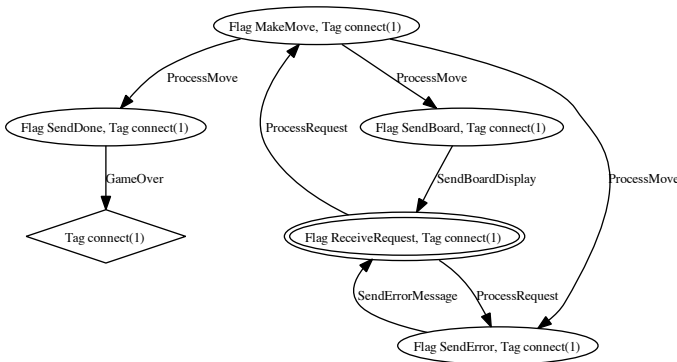 Flag MakeMove, Tag connect(1)
ProcessMove
ProcessMove
Flag SendDone, Tag connect(1)
ProcessRequest
Flag SendBoard, Tag connect(1)
GameOver
SendBoardDisplay
ProcessMove
Tag connect(1)
Flag ReceiveRequest, Tag connect(1)
SendErrorMessage
ProcessRequest
Flag SendError, Tag connect(1)